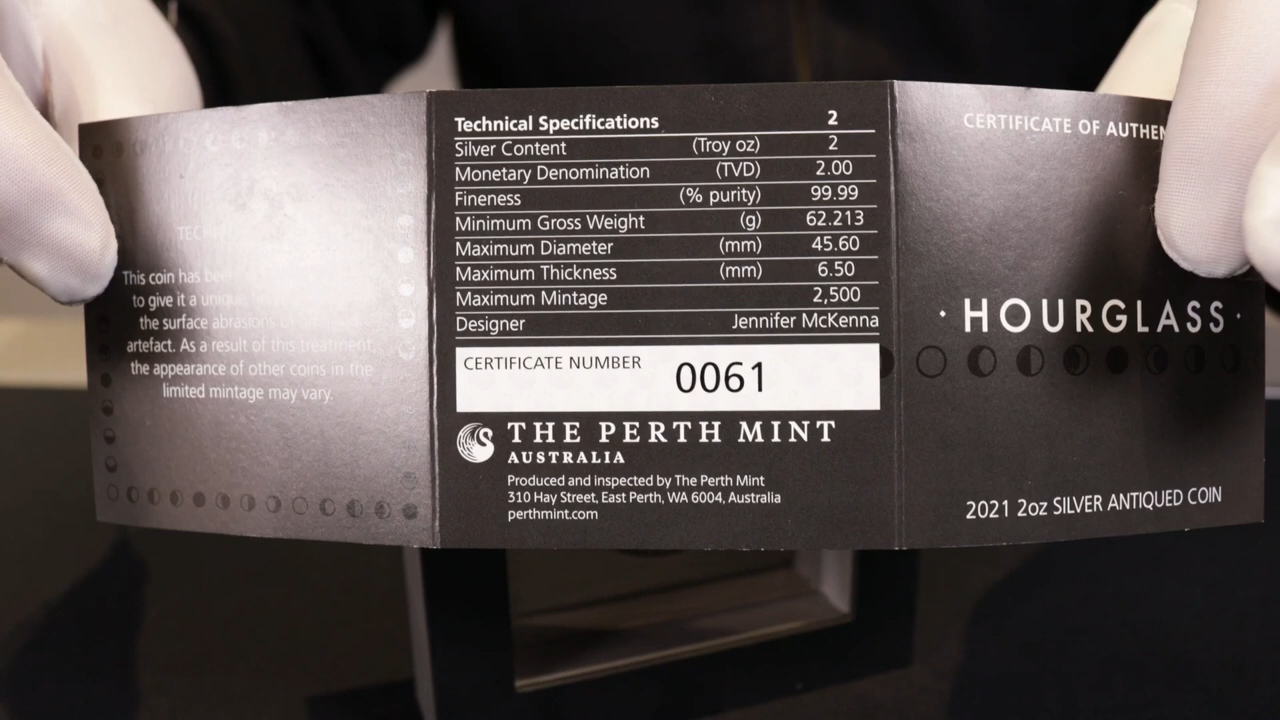 This coin has
to give it a unique
the surface abrasions of
artefact. As a result of this treatment,
the appearance of other coins in the
limited mintage may vary.
Technical Specifications 2
Silver Content (Troy oz) 2
Monetary Denomination (TVD) 2.00
Fineness (% purity) 99.99
Minimum Gross Weight (g) 62.213
Maximum Diameter (mm) 45.60
Maximum Thickness (mm) 6.50
Maximum Mintage 2,500
Designer Jennifer McKenna
CERTIFICATE NUMBER 0061
THE PERTH MINT
AUSTRALIA
Produced and inspected by The Perth Mint
310 Hay Street, East Perth, WA 6004, Australia
perthmint.com
CERTIFICATE OF
· HOURGLASS ·
2021 2oz SILVER ANTIQUED COIN